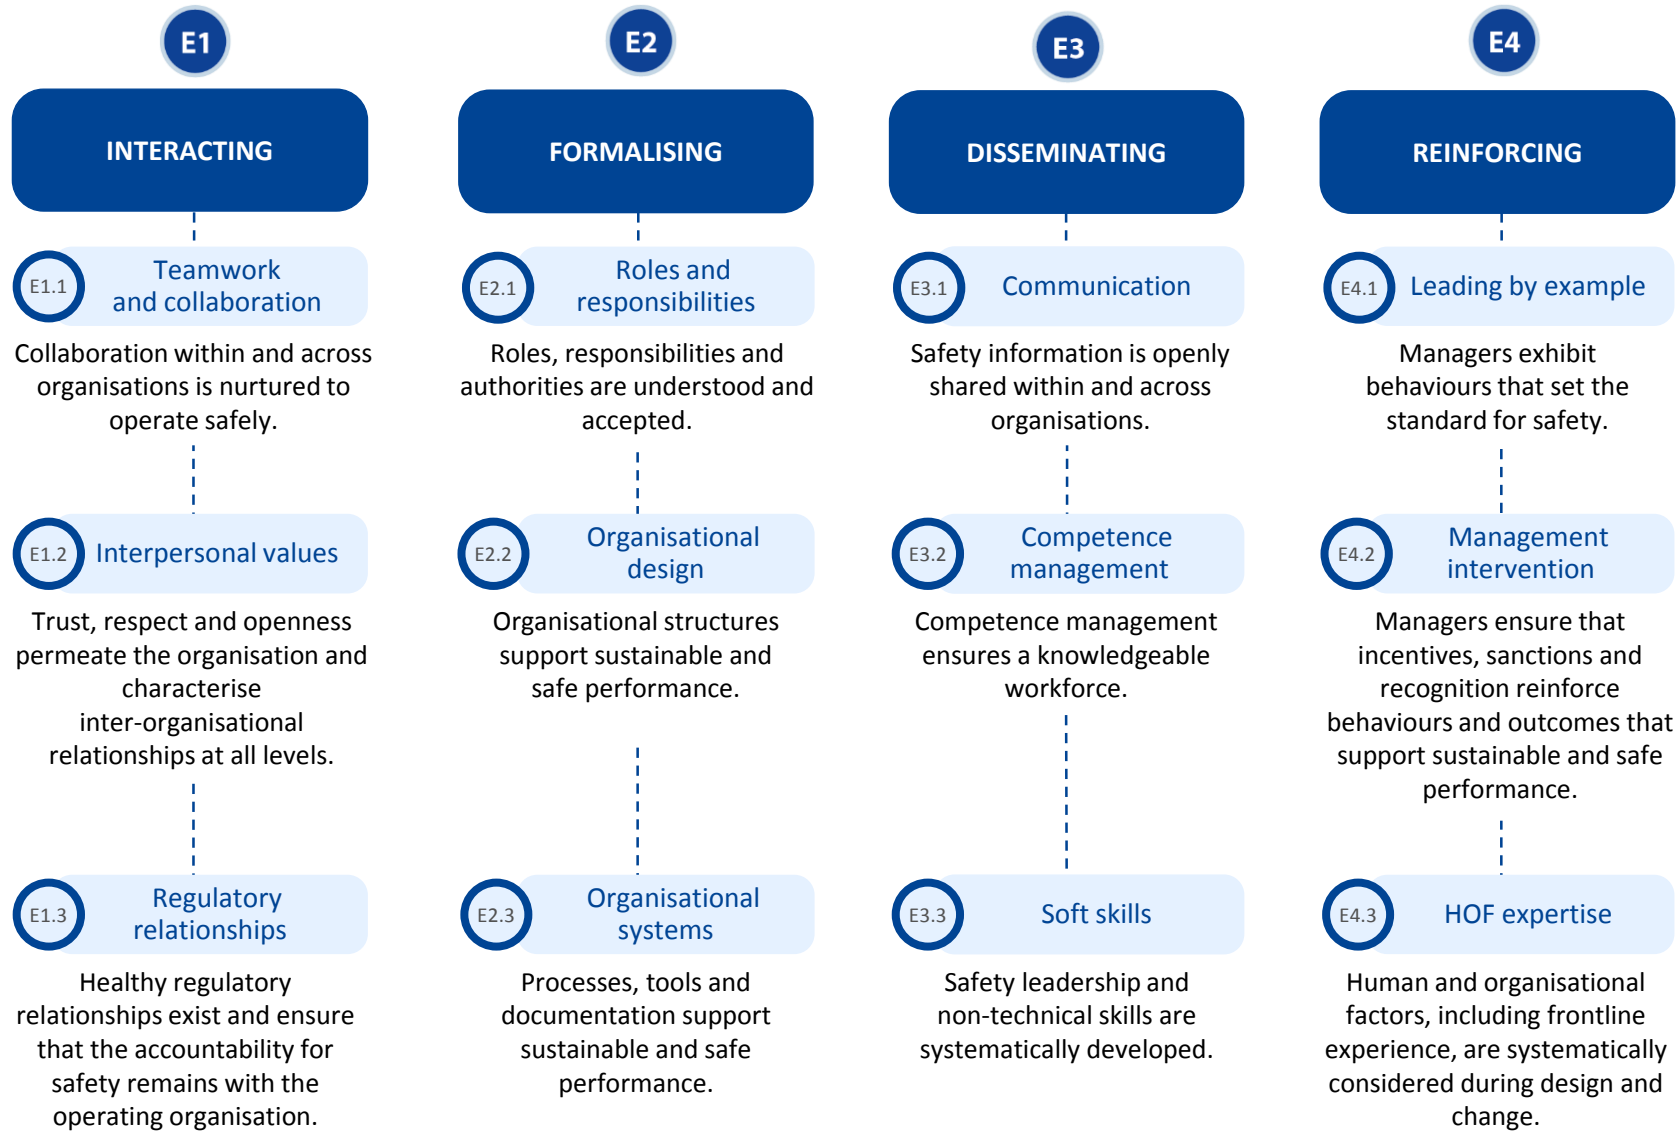 E1
INTERACTING
E1.1
Teamwork
and collaboration
Collaboration within and across
organisations is nurtured to
operate safely.
E1.2
Interpersonal values
Trust, respect and openness
permeate the organisation and
characterise
inter-organisational
relationships at all levels.
E1.3
Regulatory
relationships
Healthy regulatory
relationships exist and ensure
that the accountability for
safety remains with the
operating organisation.
E2
FORMALISING
E2.1
Roles and
responsibilities
Roles, responsibilities and
authorities are understood and
accepted.
E2.2
Organisational
design
Organisational structures
support sustainable and
safe performance.
E2.3
Organisational
systems
Processes, tools and
documentation support
sustainable and safe
performance.
E3
DISSEMINATING
E3.1
Communication
Safety information is openly
shared within and across
organisations.
E3.2
Competence
management
Competence management
ensures a knowledgeable
workforce.
E3.3
Soft skills
Safety leadership and
non-technical skills are
systematically developed.
E4
REINFORCING
E4.1
Leading by example
Managers exhibit
behaviours that set the
standard for safety.
E4.2
Management
intervention
Managers ensure that
incentives, sanctions and
recognition reinforce
behaviours and outcomes that
support sustainable and safe
performance.
E4.3
HOF expertise
Human and organisational
factors, including frontline
experience, are systematically
considered during design and
change.